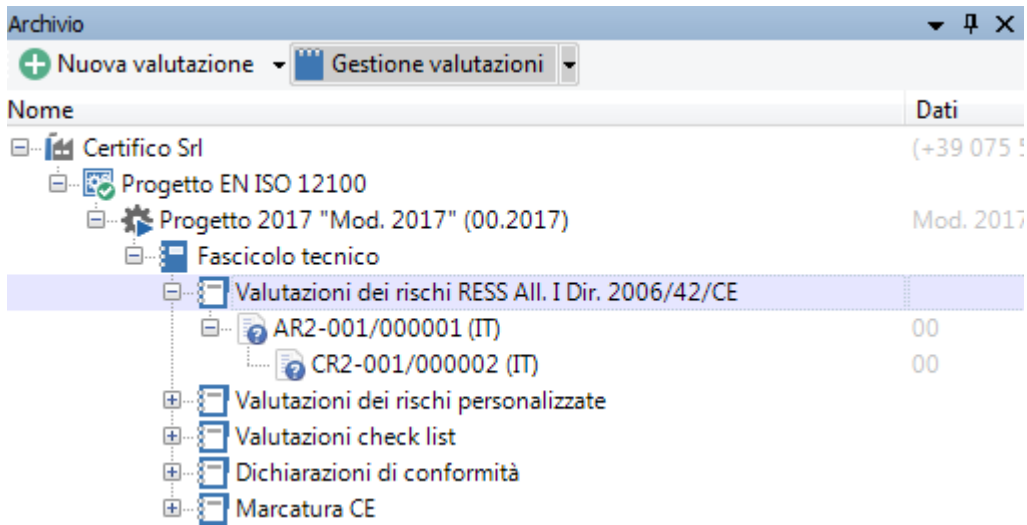 Archivio
Nuova valutazione Gestione valutazioni
Nome Dati
Certifico Srl (+39 075
Progetto EN ISO 12100
Progetto 2017 "Mod. 2017" (00.2017) Mod. 2017
Fascicolo tecnico
Valutazioni dei rischi RESS All. I Dir. 2006/42/CE
AR2-001/000001 (IT) 00
CR2-001/000002 (IT) 00
Valutazioni dei rischi personalizzate
Valutazioni check list
Dichiarazioni di conformità
Marcatura CE